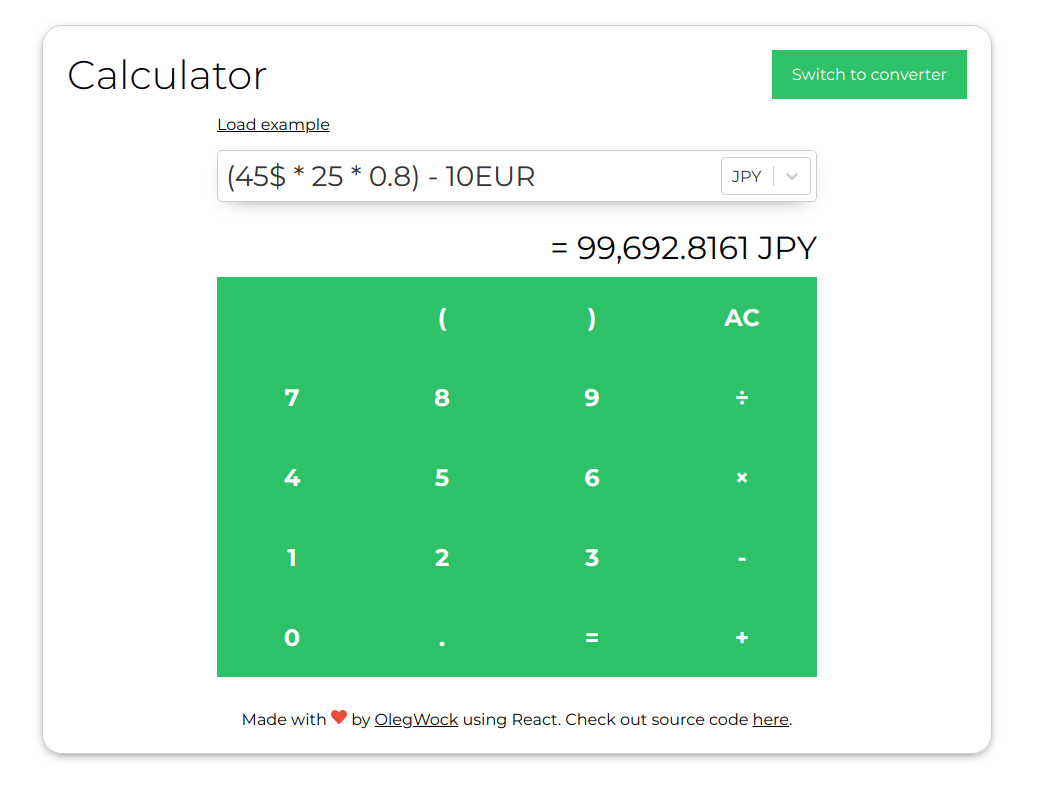 Calculator
Switch to converter
Load example
(45$ * 25 * 0.8) - 10EUR
JPY
= 99,692.8161 JPY
( ) AC
7 8 9 ÷
4 5 6 ×
1 2 3 -
0 . = +
Made with ❤ by OlegWock using React. Check out source code here.